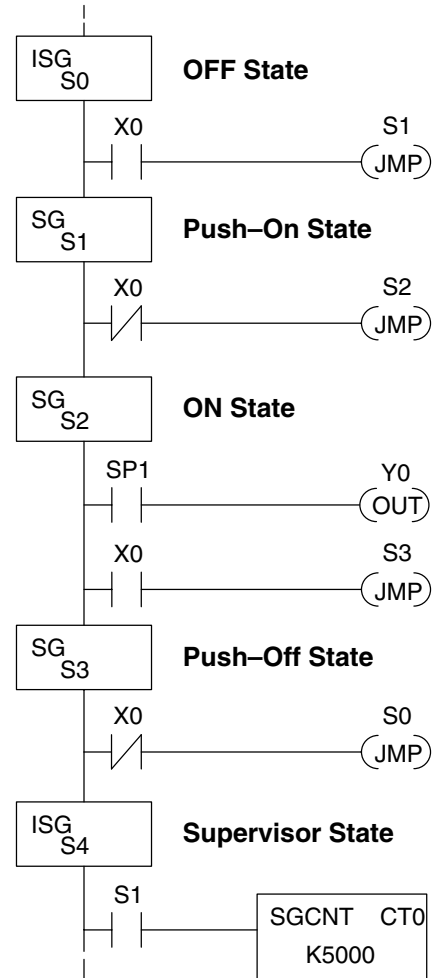 ISG
S0
OFF State
X0
S1
JMP
SG
S1
Push–On State
X0
S2
JMP
SG
S2
ON State
SP1
Y0
OUT
X0
S3
JMP
SG
S3
Push–Off State
X0
S0
JMP
ISG
S4
Supervisor State
S1
SGCNT CT0
K5000